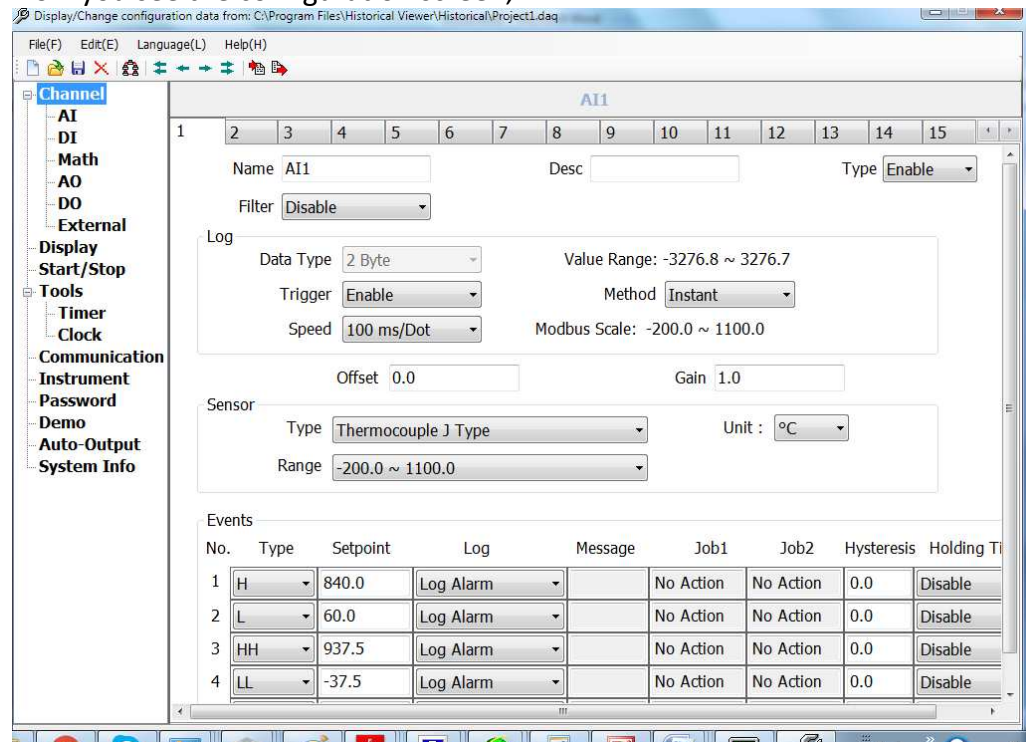 Display/Change configuration data from: C:\Program Files\Historical Viewer\Historical\Project1.daq
File(F) Edit(E) Language(L) Help(H)
Channel
AI
DI
Math
AO
DO
External
Display
Start/Stop
Tools
Timer
Clock
Communication
Instrument
Password
Demo
Auto-Output
System Info
AI1
1 2 3 4 5 6 7 8 9 10 11 12 13 14 15
Name AI1 Desc Type Enable
Filter Disable
Log
Data Type 2 Byte Value Range: -3276.8 ~ 3276.7
Trigger Enable Method Instant
Speed 100 ms/Dot Modbus Scale: -200.0 ~ 1100.0
Offset 0.0 Gain 1.0
Sensor
Type Thermocouple J Type Unit : °C
Range -200.0 ~ 1100.0
Events
No. Type Setpoint Log Message Job1 Job2 Hysteresis Holding Ti
1 H 840.0 Log Alarm No Action No Action 0.0 Disable
2 L 60.0 Log Alarm No Action No Action 0.0 Disable
3 HH 937.5 Log Alarm No Action No Action 0.0 Disable
4 LL -37.5 Log Alarm No Action No Action 0.0 Disable